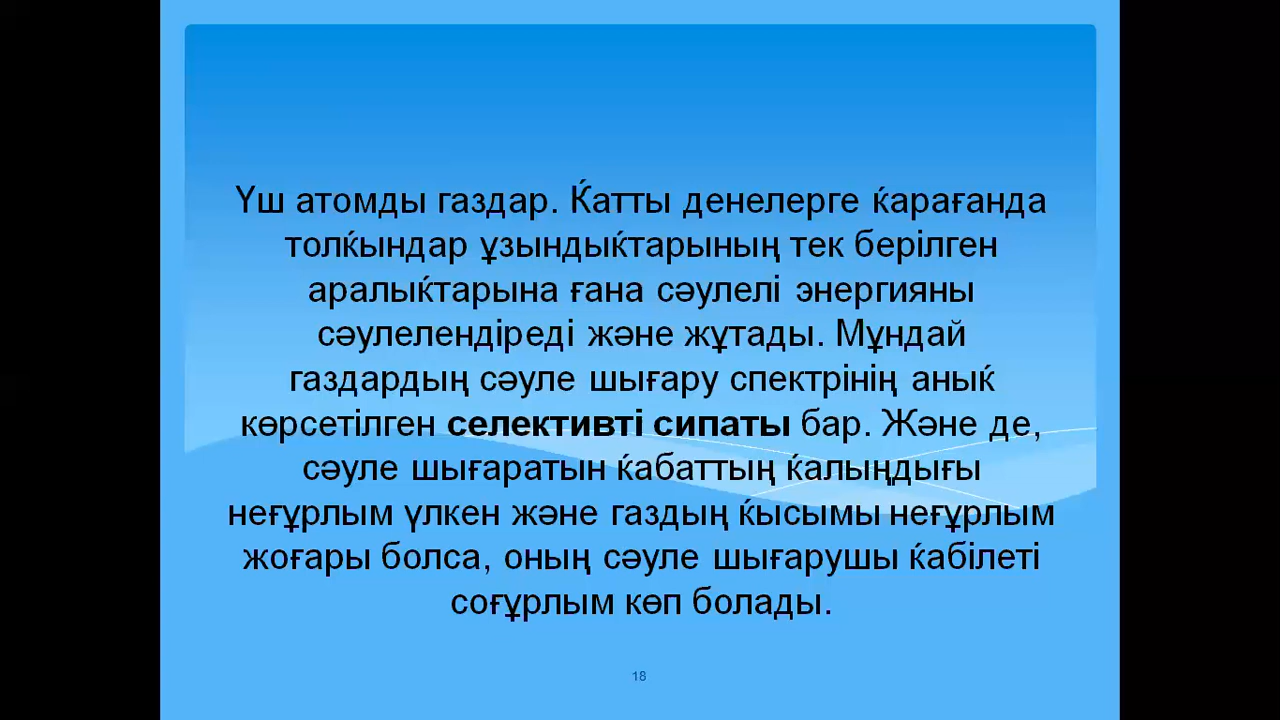 Үш атомды газдар. Ќатты денелерге ќарағанда
толќындар ұзындыќтарының тек берілген
аралыќтарына ғана сәулелі энергияны
сәулелендіреді және жұтады. Мұндай
газдардың сәуле шығару спектрінің аныќ
көрсетілген селективті сипаты бар. Және де,
сәуле шығаратын ќабаттың ќалыңдығы
неғұрлым үлкен және газдың ќысымы неғұрлым
жоғары болса, оның сәуле шығарушы ќабілеті
соғұрлым көп болады.
18